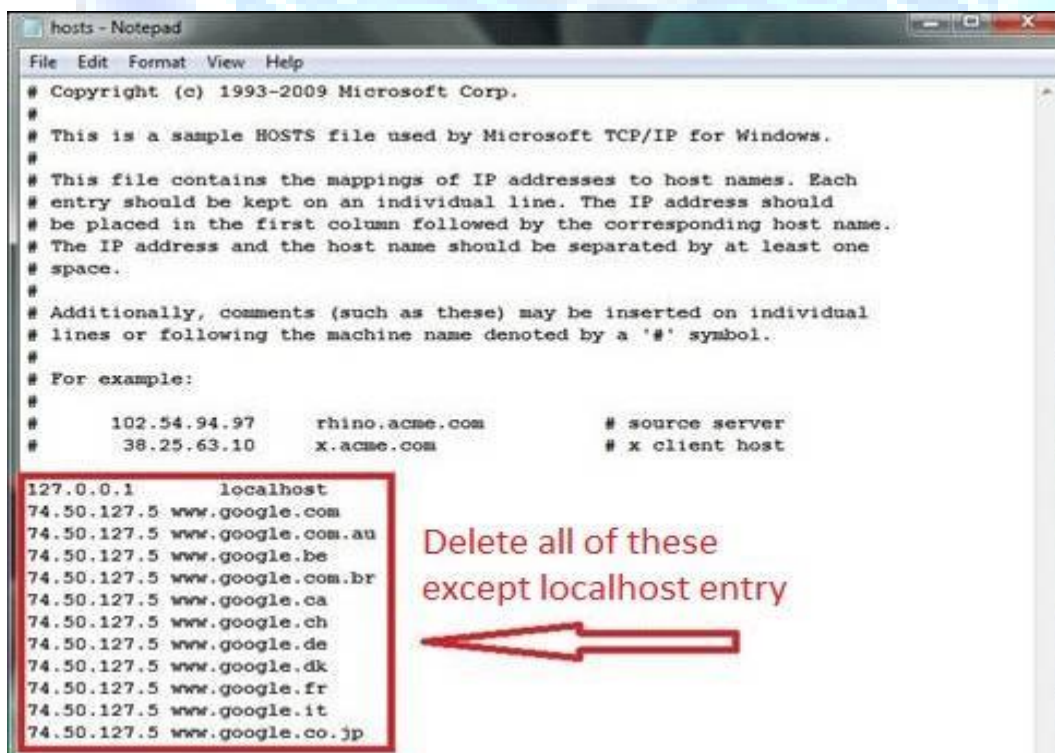 hosts - Notepad
File Edit Format View Help
# Copyright (c) 1993-2009 Microsoft Corp.
#
# This is a sample HOSTS file used by Microsoft TCP/IP for Windows.
#
# This file contains the mappings of IP addresses to host names. Each
# entry should be kept on an individual line. The IP address should
# be placed in the first column followed by the corresponding host name.
# The IP address and the host name should be separated by at least one
# space.
#
# Additionally, comments (such as these) may be inserted on individual
# lines or following the machine name denoted by a '#' symbol.
#
# For example:
#
# 102.54.94.97 rhino.acme.com # source server
# 38.25.63.10 x.acme.com # x client host
127.0.0.1 localhost
74.50.127.5 www.google.com
74.50.127.5 www.google.com.au
74.50.127.5 www.google.be
74.50.127.5 www.google.com.br
74.50.127.5 www.google.ca
74.50.127.5 www.google.ch
74.50.127.5 www.google.de
74.50.127.5 www.google.dk
74.50.127.5 www.google.fr
74.50.127.5 www.google.it
74.50.127.5 www.google.co.jp
Delete all of these
except localhost entry